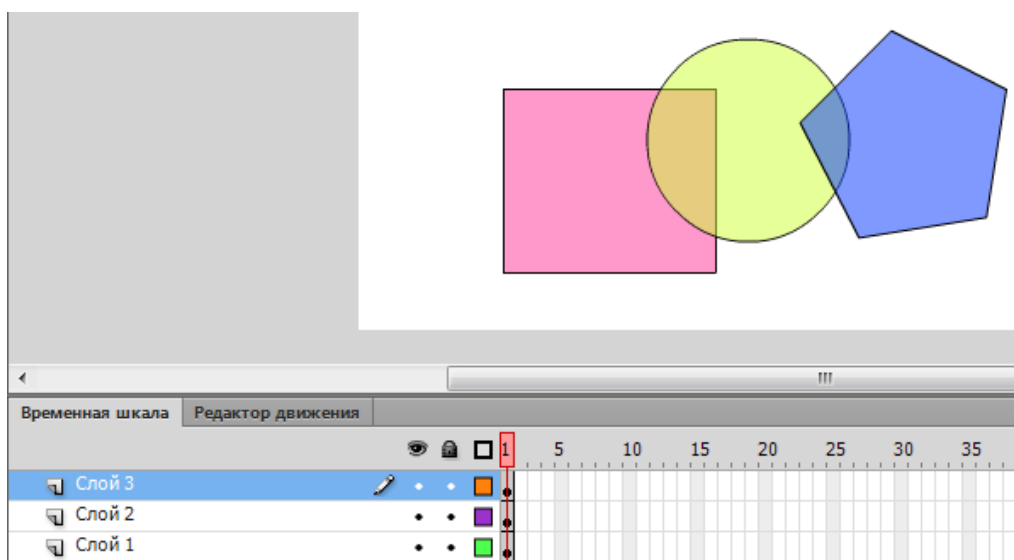 Временная шкала Редактор движения
1 5 10 15 20 25 30 35
Слой 3
Слой 2
Слой 1